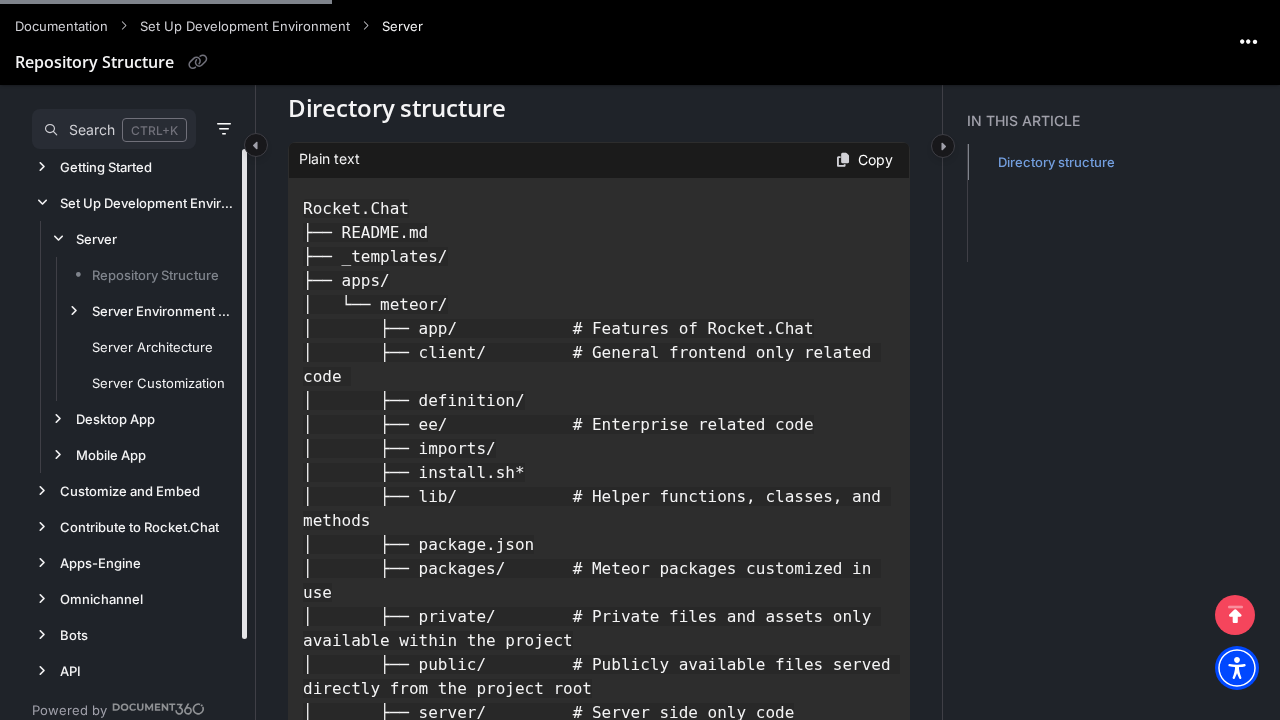 Documentation > Set Up Development Environment > Server
Repository Structure
Search CTRL+K
Getting Started
Set Up Development Envir...
Server
Repository Structure
Server Environment ...
Server Architecture
Server Customization
Desktop App
Mobile App
Customize and Embed
Contribute to Rocket.Chat
Apps-Engine
Omnichannel
Bots
API
Powered by DOCUMENT360
Directory structure
Plain text
Copy
Rocket.Chat
├── README.md
├── _templates/
├── apps/
│   └── meteor/
│       ├── app/            # Features of Rocket.Chat
│       ├── client/         # General frontend only related
code
│       ├── definition/
│       ├── ee/             # Enterprise related code
│       ├── imports/
│       ├── install.sh*
│       ├── lib/            # Helper functions, classes, and
methods
│       ├── package.json
│       ├── packages/       # Meteor packages customized in
use
│       ├── private/        # Private files and assets only
available within the project
│       ├── public/         # Publicly available files served
directly from the project root
│       ├── server/         # Server side only code
IN THIS ARTICLE
Directory structure